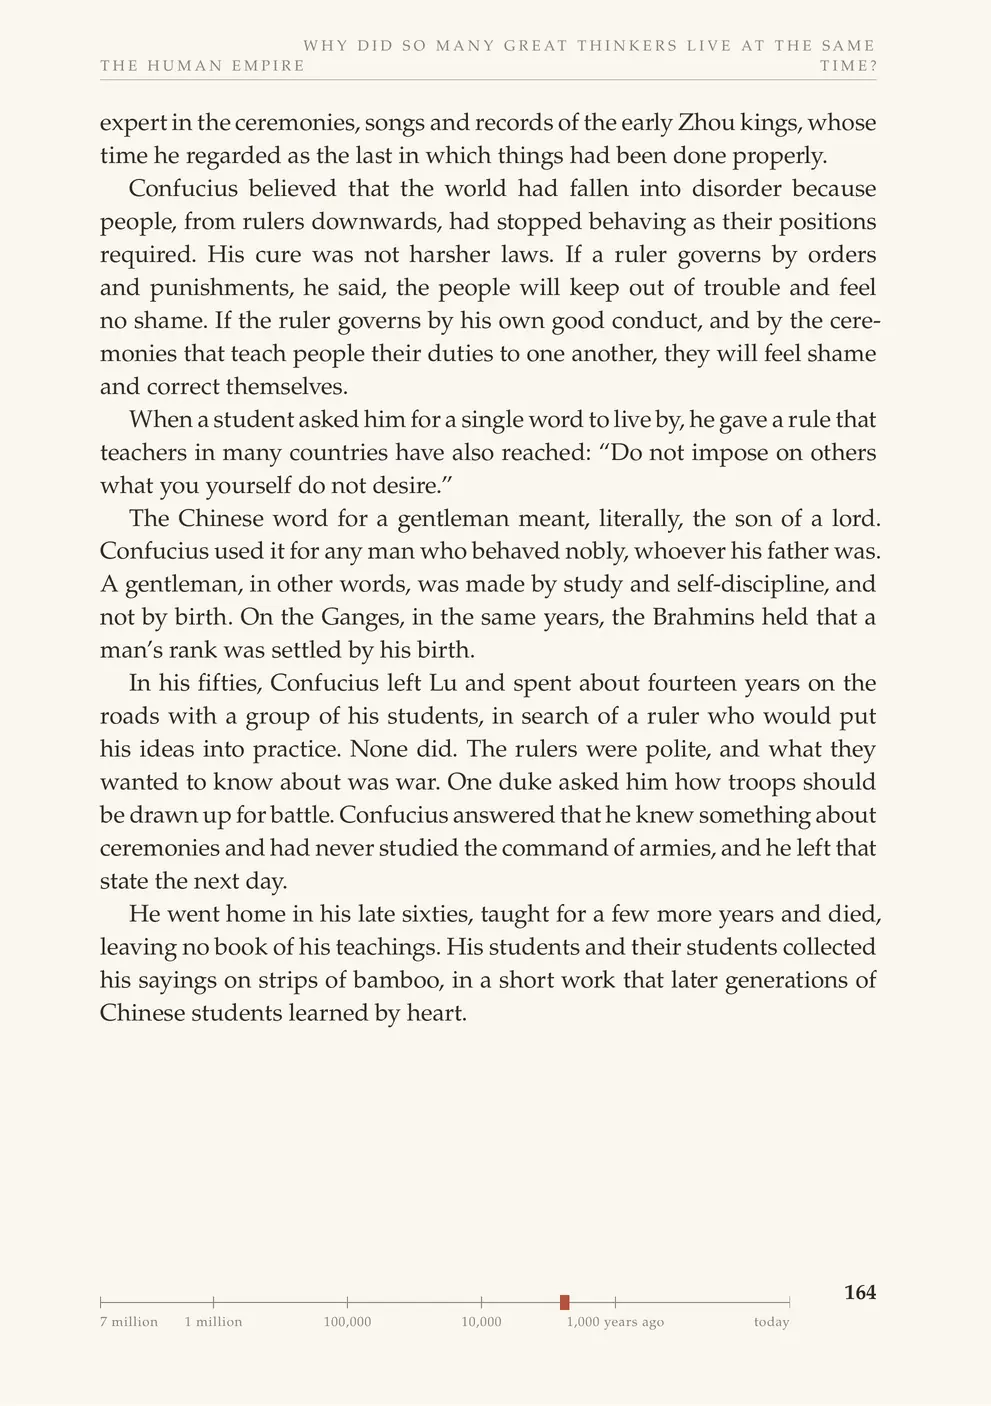 WHY DID SO MANY GREAT THINKERS LIVE AT THE SAME
THE HUMAN EMPIRE TIME?
expert in the ceremonies, songs and records of the early Zhou kings, whose
time he regarded as the last in which things had been done properly.
Confucius believed that the world had fallen into disorder because
people, from rulers downwards, had stopped behaving as their positions
required. His cure was not harsher laws. If a ruler governs by orders
and punishments, he said, the people will keep out of trouble and feel
no shame. If the ruler governs by his own good conduct, and by the cere-
monies that teach people their duties to one another, they will feel shame
and correct themselves.
When a student asked him for a single word to live by, he gave a rule that
teachers in many countries have also reached: “Do not impose on others
what you yourself do not desire.”
The Chinese word for a gentleman meant, literally, the son of a lord.
Confucius used it for any man who behaved nobly, whoever his father was.
A gentleman, in other words, was made by study and self-discipline, and
not by birth. On the Ganges, in the same years, the Brahmins held that a
man’s rank was settled by his birth.
In his fifties, Confucius left Lu and spent about fourteen years on the
roads with a group of his students, in search of a ruler who would put
his ideas into practice. None did. The rulers were polite, and what they
wanted to know about was war. One duke asked him how troops should
be drawn up for battle. Confucius answered that he knew something about
ceremonies and had never studied the command of armies, and he left that
state the next day.
He went home in his late sixties, taught for a few more years and died,
leaving no book of his teachings. His students and their students collected
his sayings on strips of bamboo, in a short work that later generations of
Chinese students learned by heart.
164
7 million 1 million 100,000 10,000 1,000 years ago today